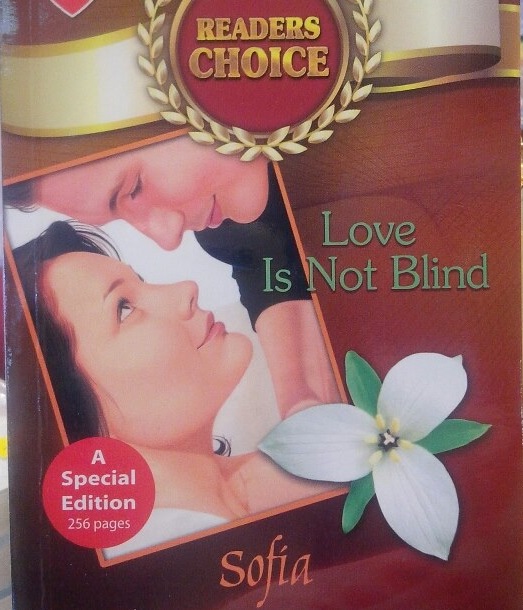 READERS
CHOICE
Love
Is Not Blind
A
Special
Edition
256 pages
Sofia